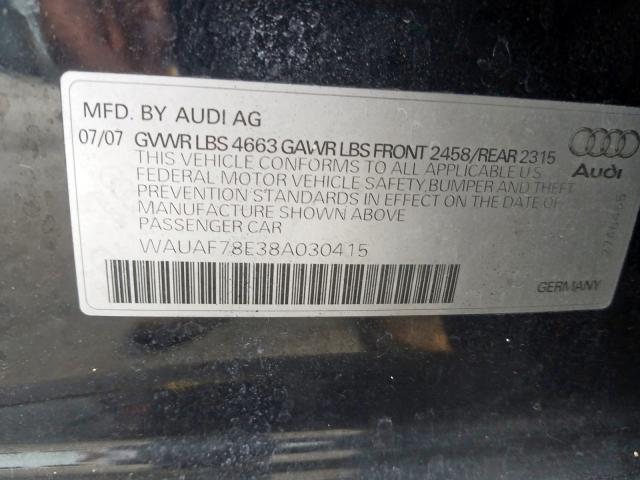 MFD. BY AUDI AG
07/07 GVWR LBS 4663 GAWR LBS FRONT 2458/REAR 2315
THIS VEHICLE CONFORMS TO ALL APPLICABLE U.S.
FEDERAL MOTOR VEHICLE SAFETY, BUMPER AND THEFT
PREVENTION STANDARDS IN EFFECT ON THE DATE OF
MANUFACTURE SHOWN ABOVE
PASSENGER CAR
WAUAF78E38A030415
Audi
GERMANY